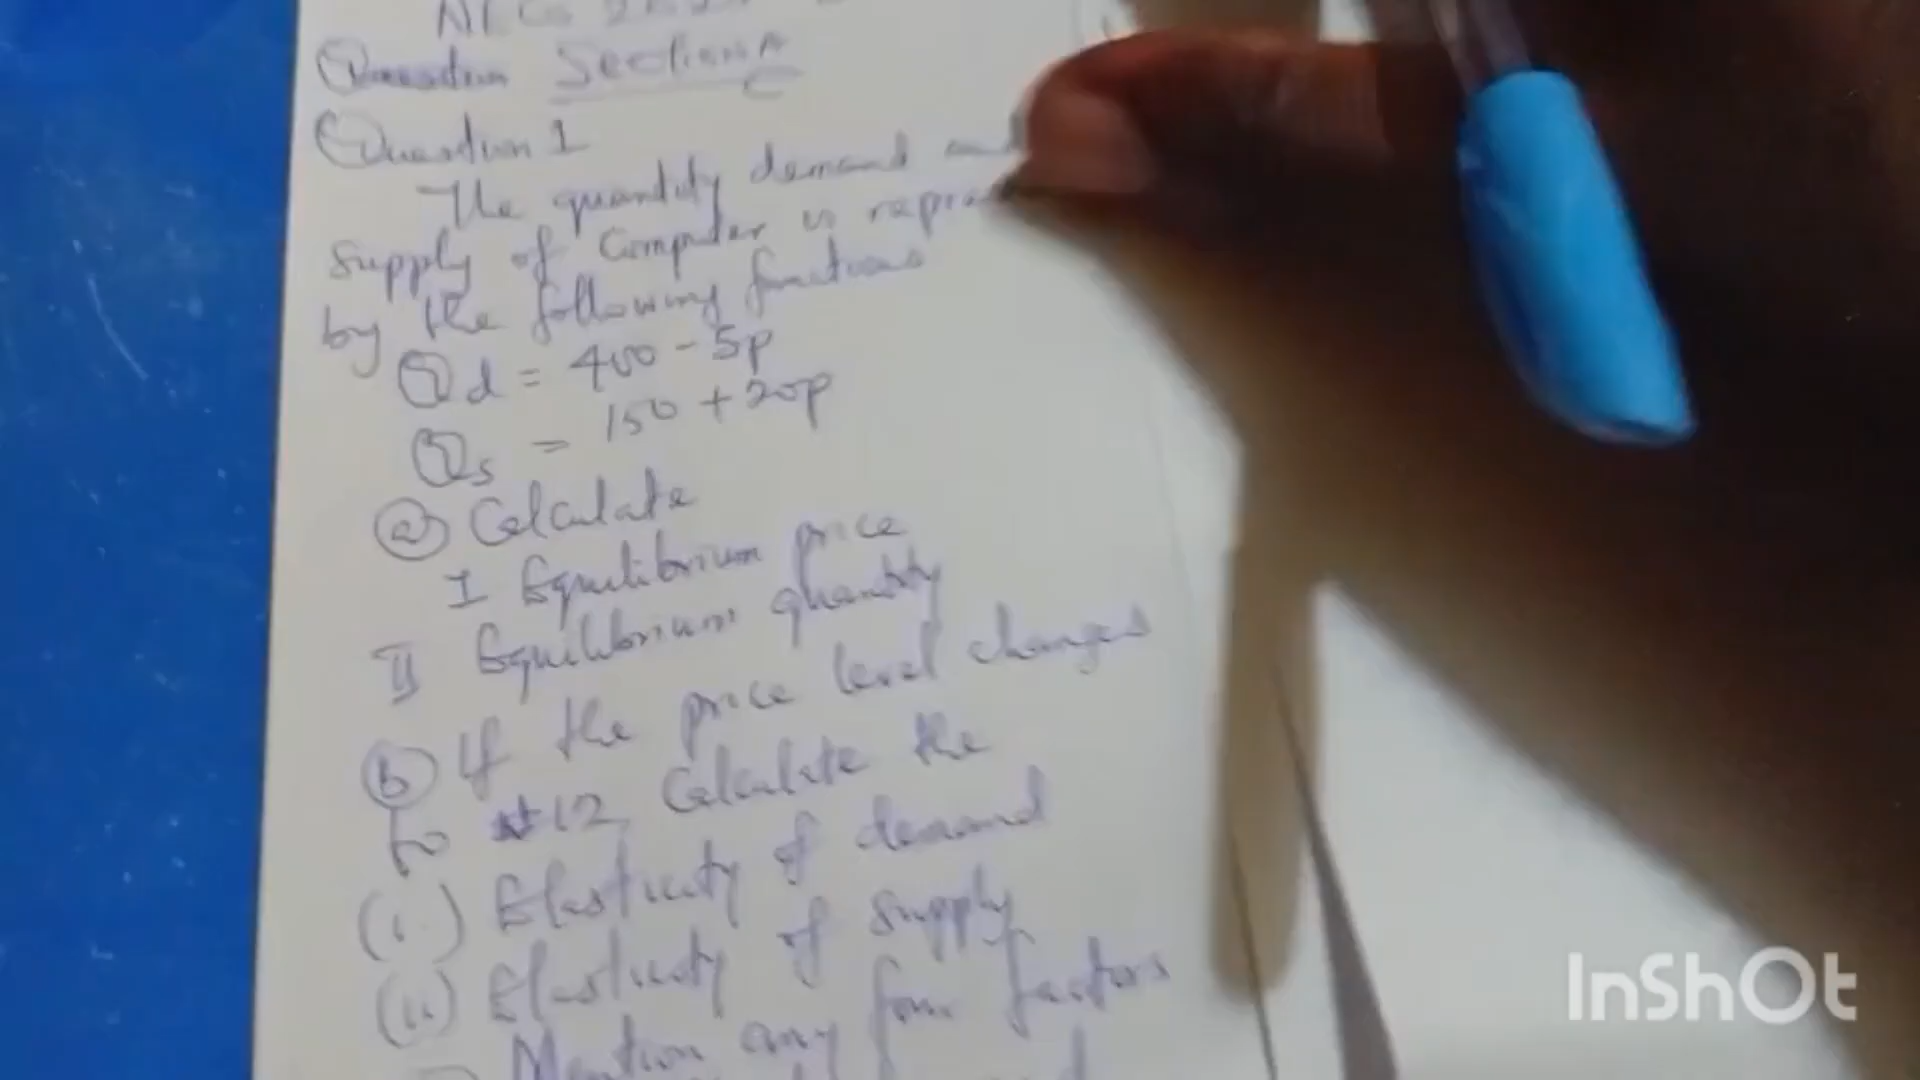 Question Section A
Question 1
The quantity demand and
supply of Computer is repre
by the following functions
Qd = 400 - 5p
Qs = 150 + 20p
(a) Calculate
I Equilibrium price
II Equilibrium quantity
(b) If the price level changes
to ₦12, Calculate the
(i) Elasticity of demand
(ii) Elasticity of supply
Mention any four factors
InShOt